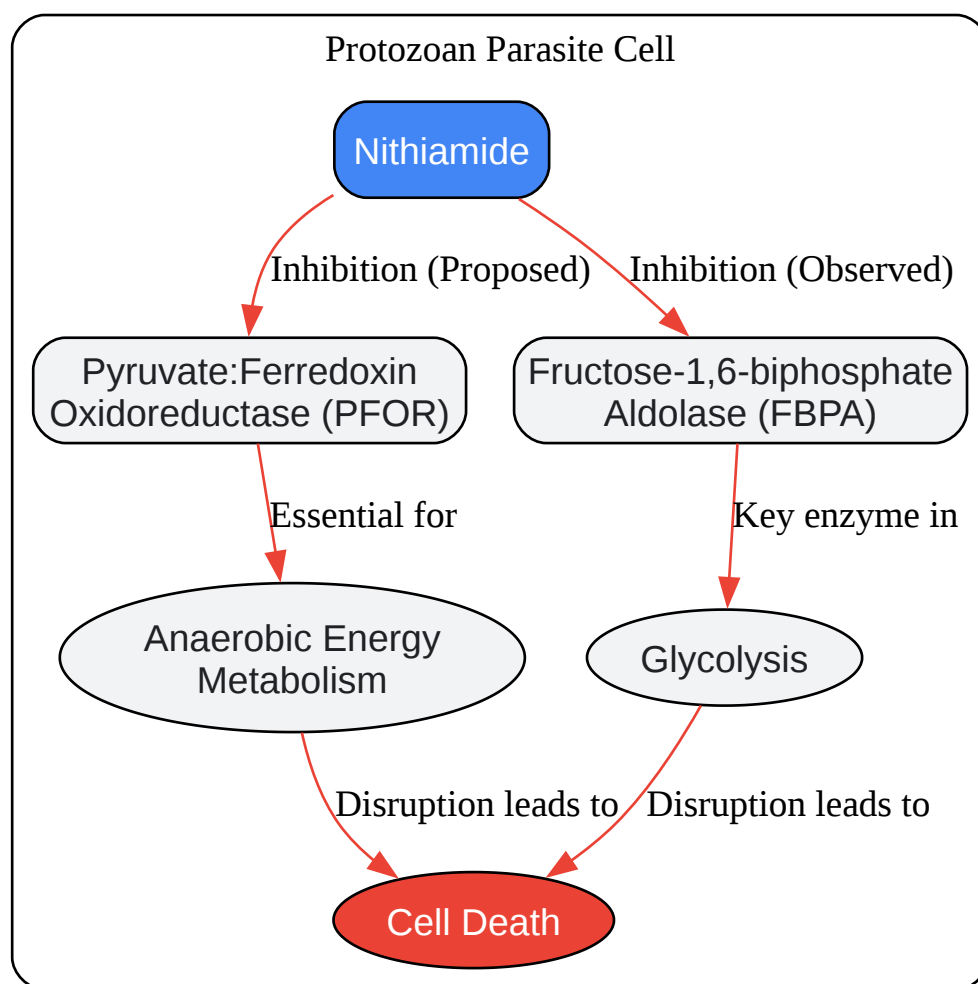 Protozoan Parasite Cell
Nithiamide
Inhibition (Proposed)
Inhibition (Observed)
Pyruvate:Ferredoxin
Oxidoreductase (PFOR)
Fructose-1,6-biphosphate
Aldolase (FBPA)
Essential for
Key enzyme in
Anaerobic Energy
Metabolism
Glycolysis
Disruption leads to
Disruption leads to
Cell Death